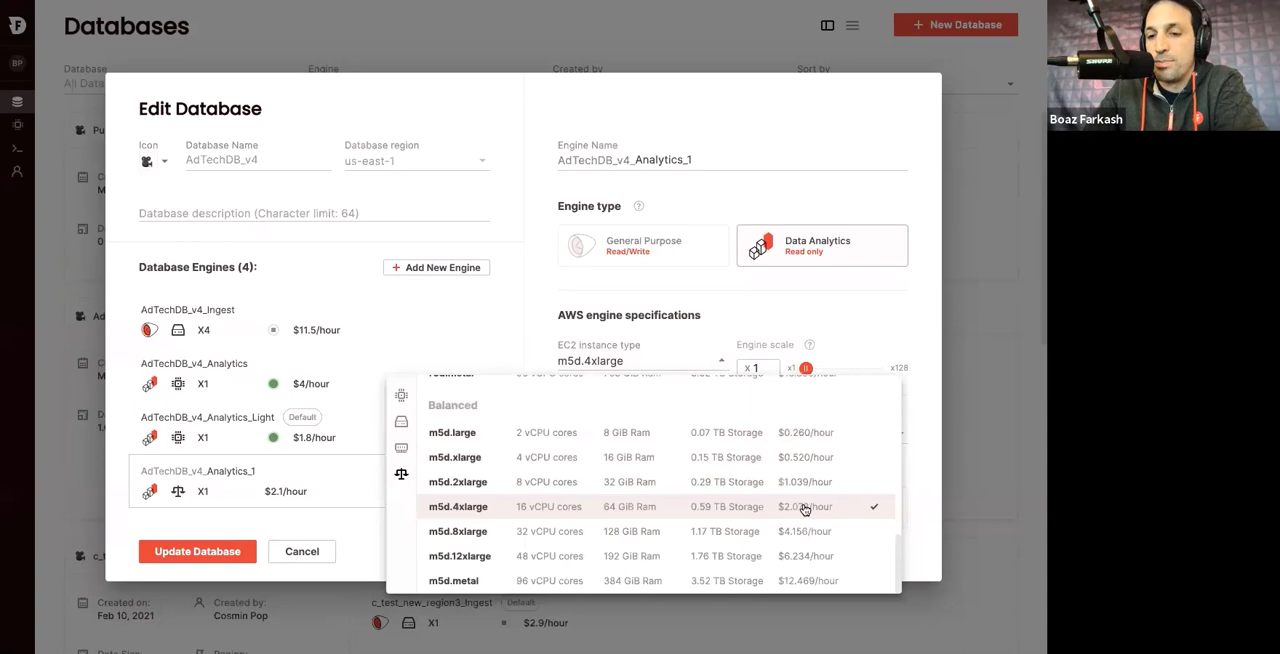 Databases
+ New Database
BP
Database
Engine
Created by
Sort by
All Data
Edit Database
Icon
Database Name
Database region
AdTechDB_v4
us-east-1
Database description (Character limit: 64)
Database Engines (4):
+ Add New Engine
AdTechDB_v4_Ingest
X4
$11.5/hour
AdTechDB_v4_Analytics
X1
$4/hour
AdTechDB_v4_Analytics_Light
Default
X1
$1.8/hour
AdTechDB_v4_Analytics_1
X1
$2.1/hour
Update Database
Cancel
Engine Name
AdTechDB_v4_Analytics_1
Engine type
General Purpose
Read/Write
Data Analytics
Read only
AWS engine specifications
EC2 instance type
Engine scale
m5d.4xlarge
X 1
x1
x128
Balanced
m5d.large 2 vCPU cores 8 GiB Ram 0.07 TB Storage $0.260/hour
m5d.xlarge 4 vCPU cores 16 GiB Ram 0.15 TB Storage $0.520/hour
m5d.2xlarge 8 vCPU cores 32 GiB Ram 0.29 TB Storage $1.039/hour
m5d.4xlarge 16 vCPU cores 64 GiB Ram 0.59 TB Storage
m5d.8xlarge 32 vCPU cores 128 GiB Ram 1.17 TB Storage $4.156/hour
m5d.12xlarge 48 vCPU cores 192 GiB Ram 1.76 TB Storage $6.234/hour
m5d.metal 96 vCPU cores 384 GiB Ram 3.52 TB Storage $12.469/hour
Created on:
Feb 10, 2021
Created by:
Cosmin Pop
c_test_new_region3_Ingest
Default
X1
$2.9/hour
SHURE
Boaz Farkash